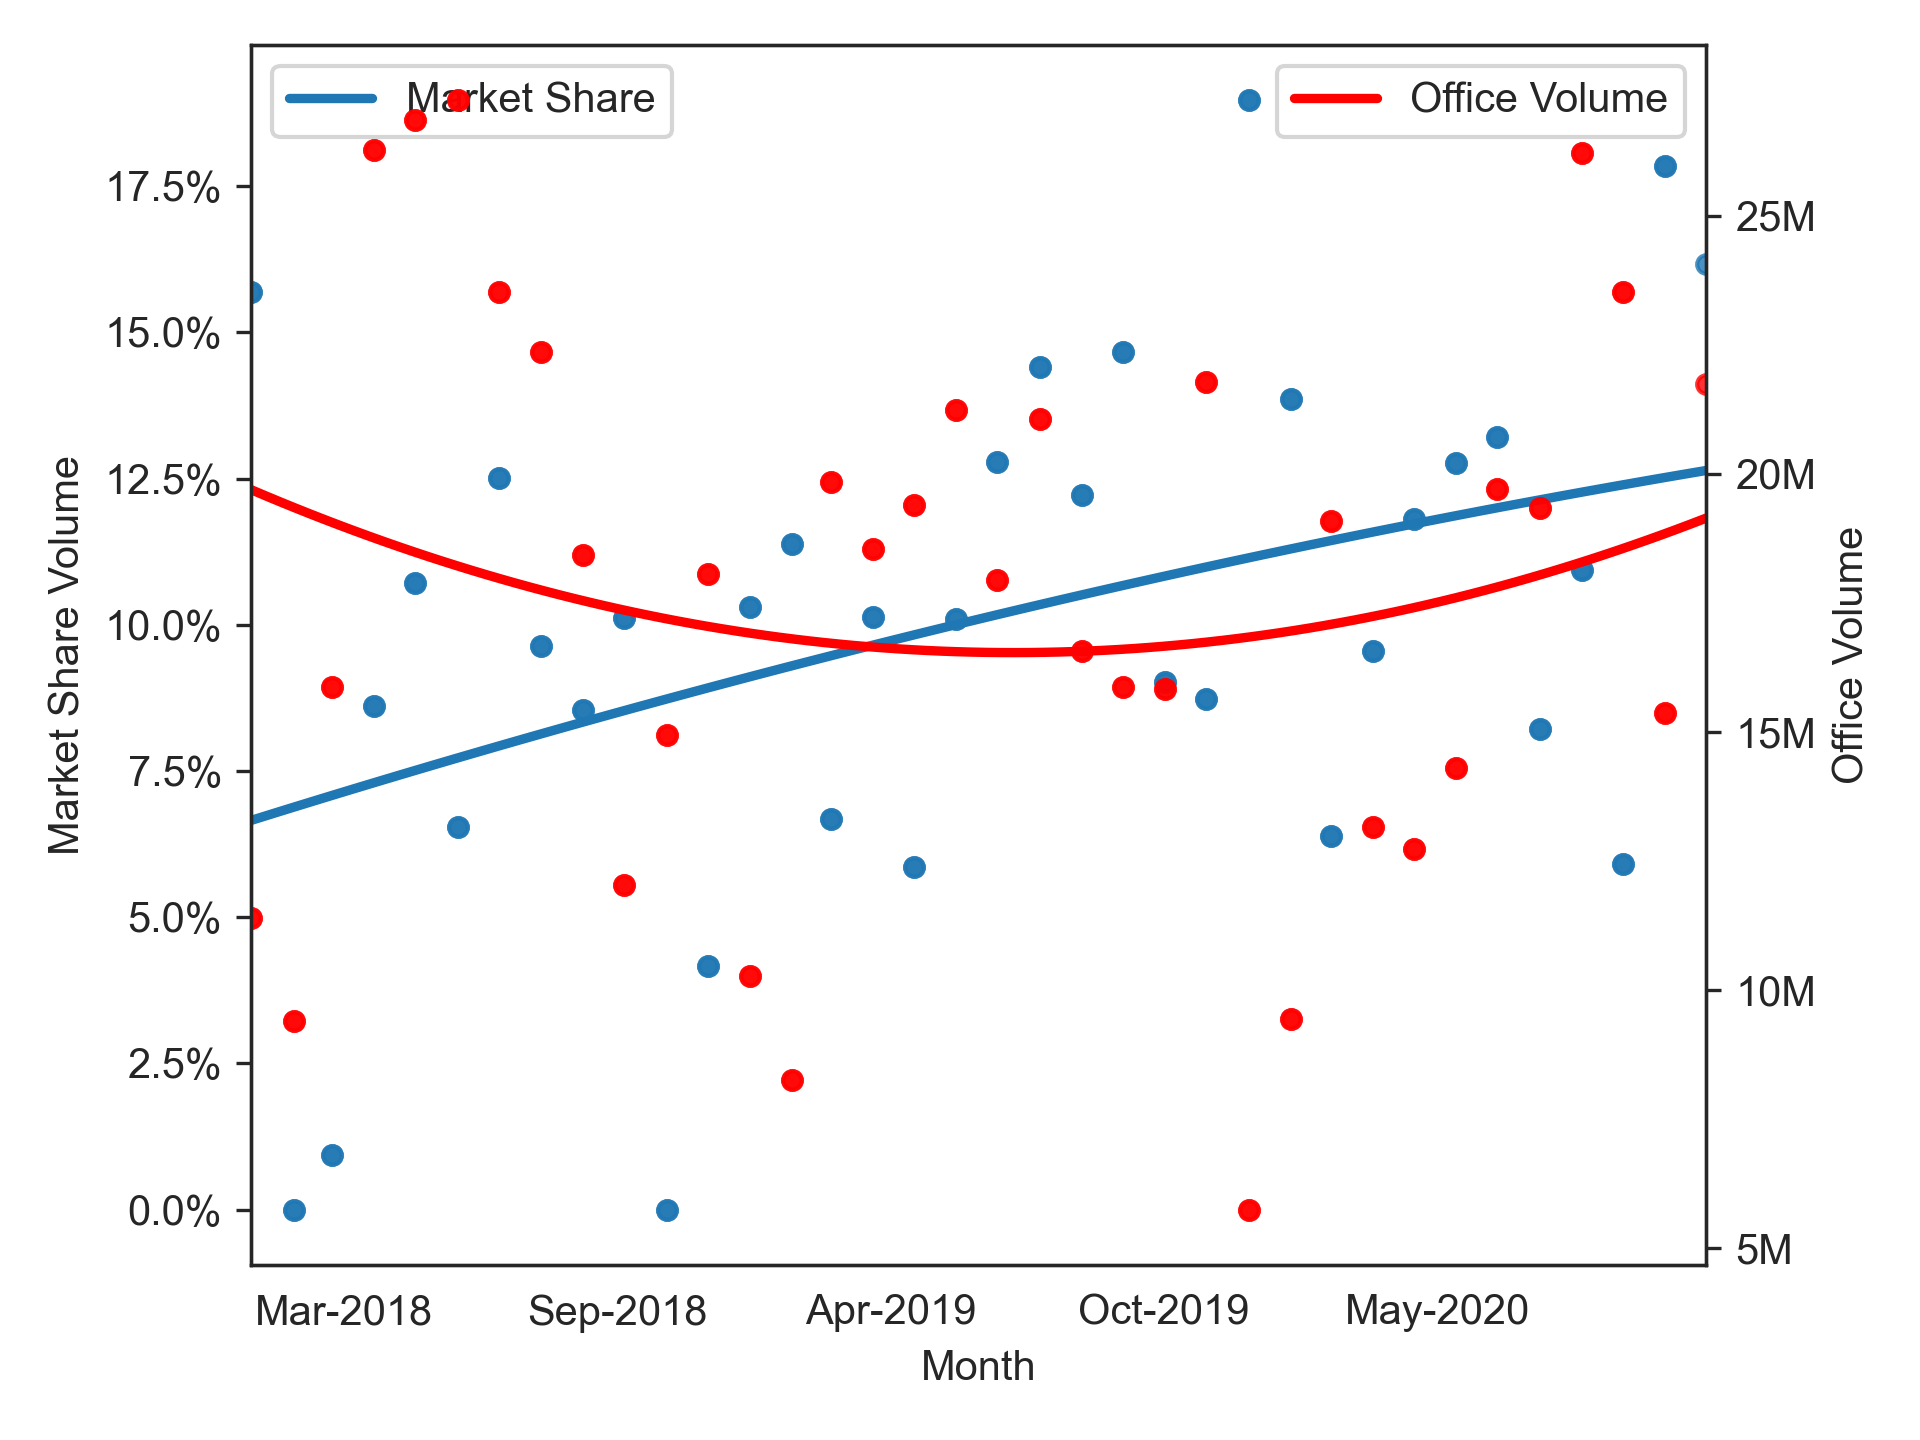 Market Share
Office Volume
17.5%
15.0%
12.5%
10.0%
7.5%
5.0%
2.5%
0.0%
Market Share Volume
25M
20M
15M
10M
5M
Office Volume
Mar-2018
Sep-2018
Apr-2019
Oct-2019
May-2020
Month